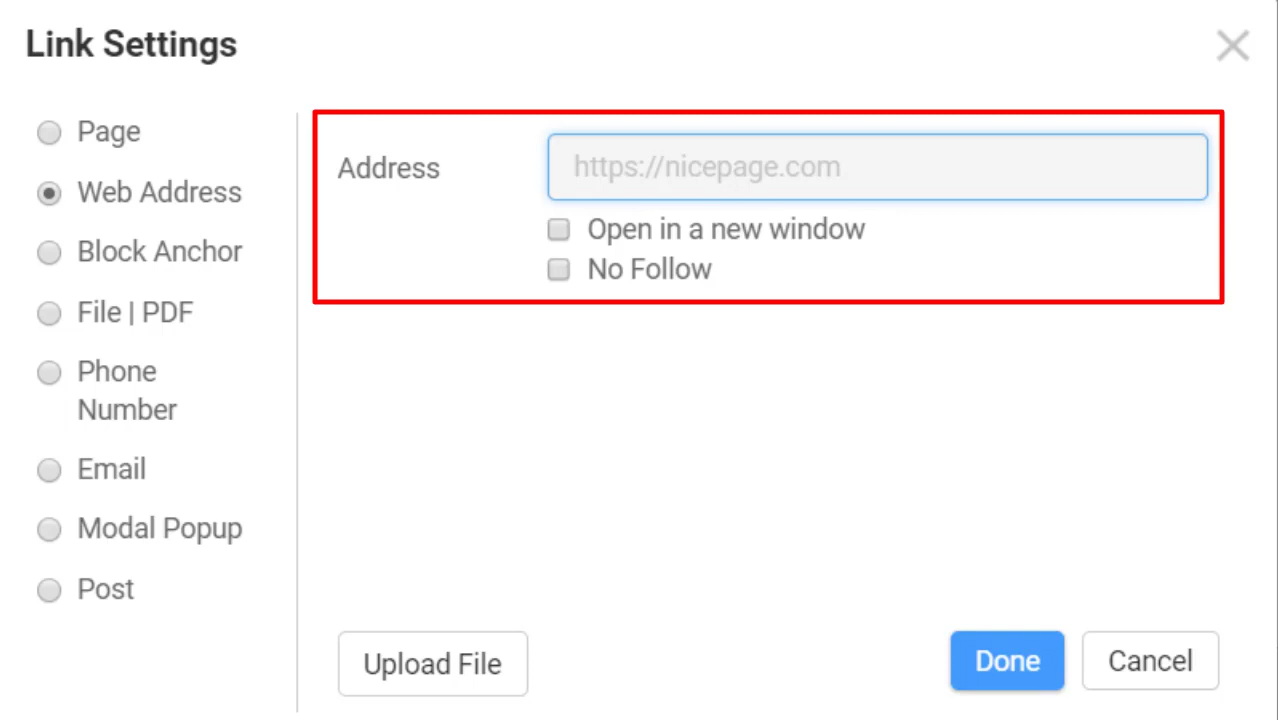 Link Settings
Page
Web Address
Block Anchor
File | PDF
Phone
Number
Email
Modal Popup
Post
Address
https://nicepage.com
Open in a new window
No Follow
Upload File
Done
Cancel